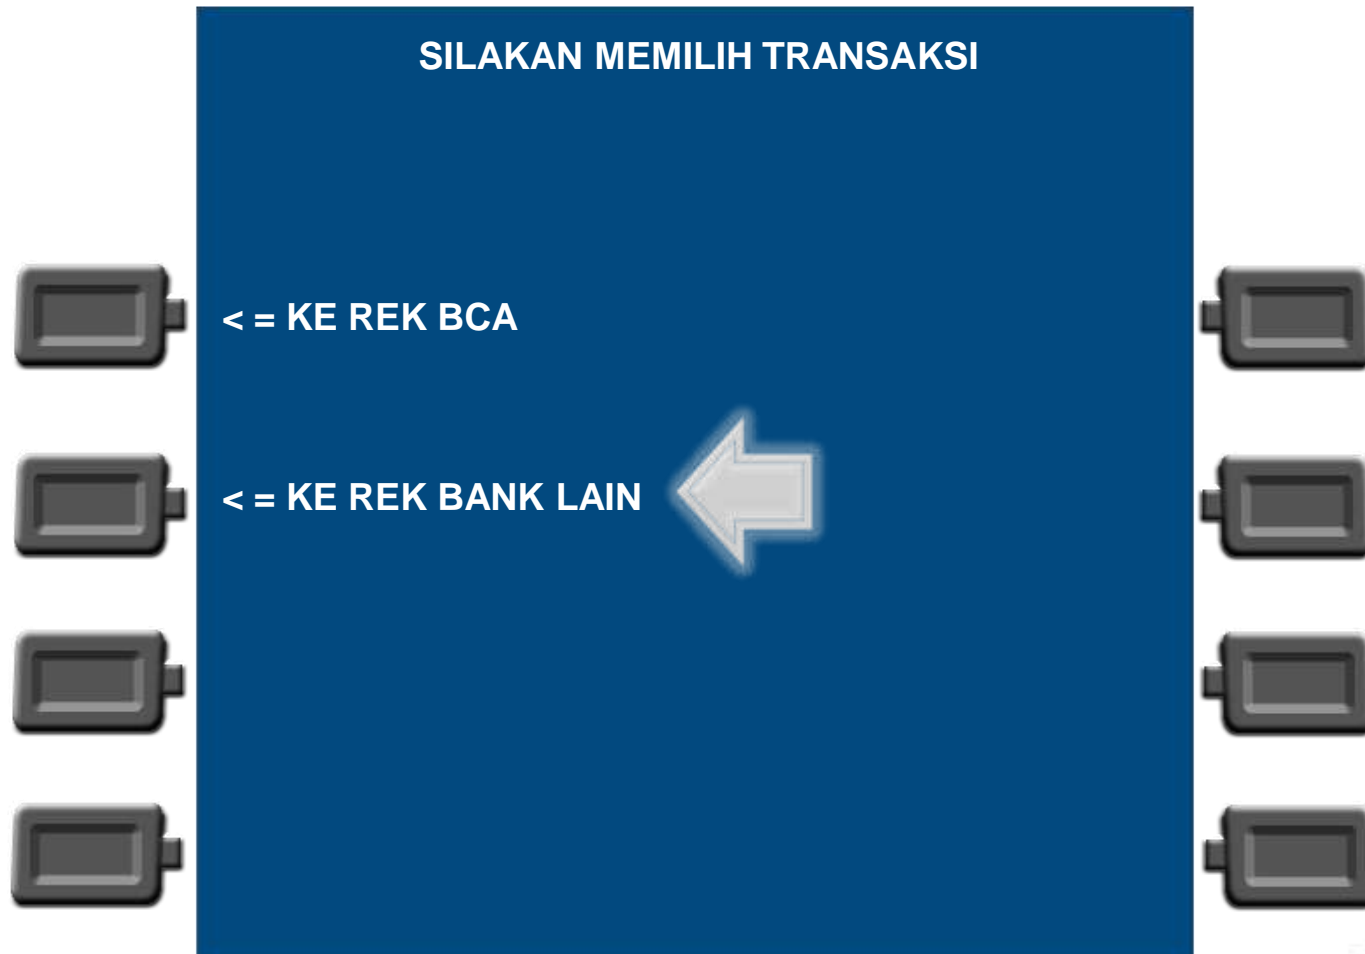 SILAKAN MEMILIH TRANSAKSI
< = KE REK BCA
< = KE REK BANK LAIN